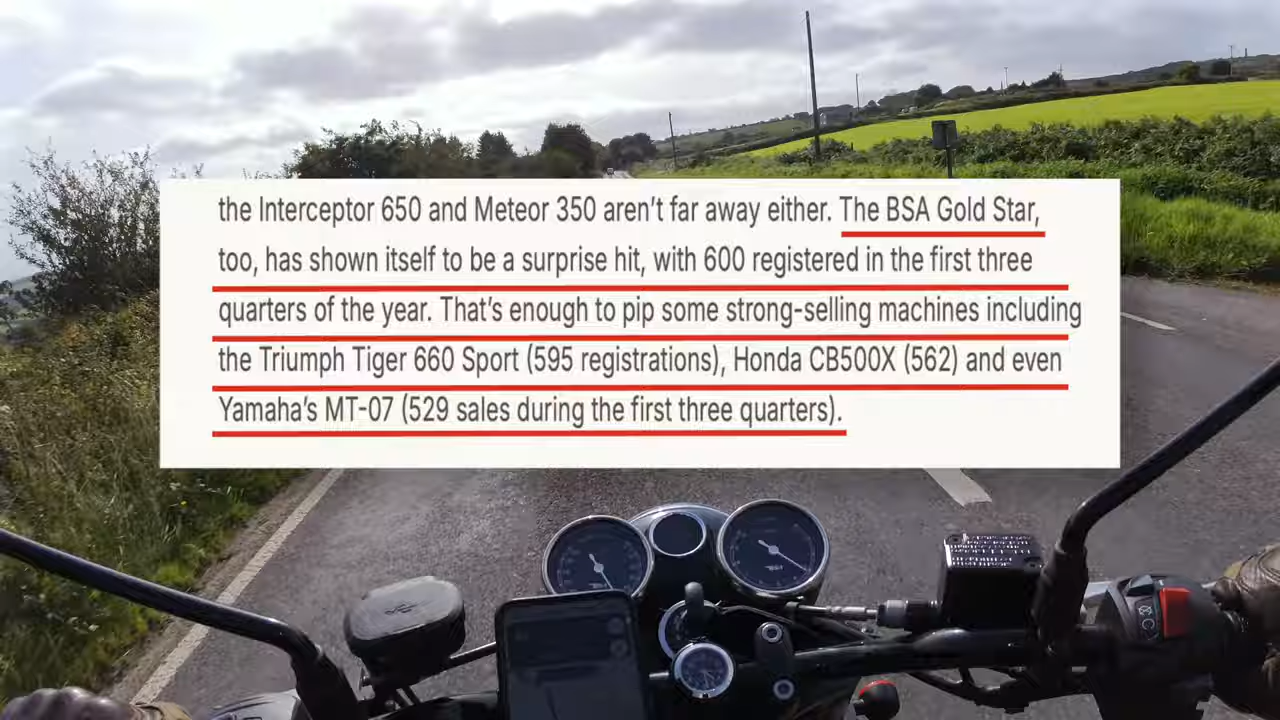 the Interceptor 650 and Meteor 350 aren't far away either. The BSA Gold Star,
too, has shown itself to be a surprise hit, with 600 registered in the first three
quarters of the year. That's enough to pip some strong-selling machines including
the Triumph Tiger 660 Sport (595 registrations), Honda CB500X (562) and even
Yamaha's MT-07 (529 sales during the first three quarters).